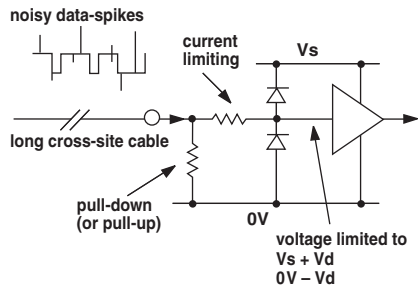 noisy data-spikes
current
limiting
Vs
long cross-site cable
pull-down
(or pull-up)
0V
voltage limited to
Vs + Vd
0V – Vd